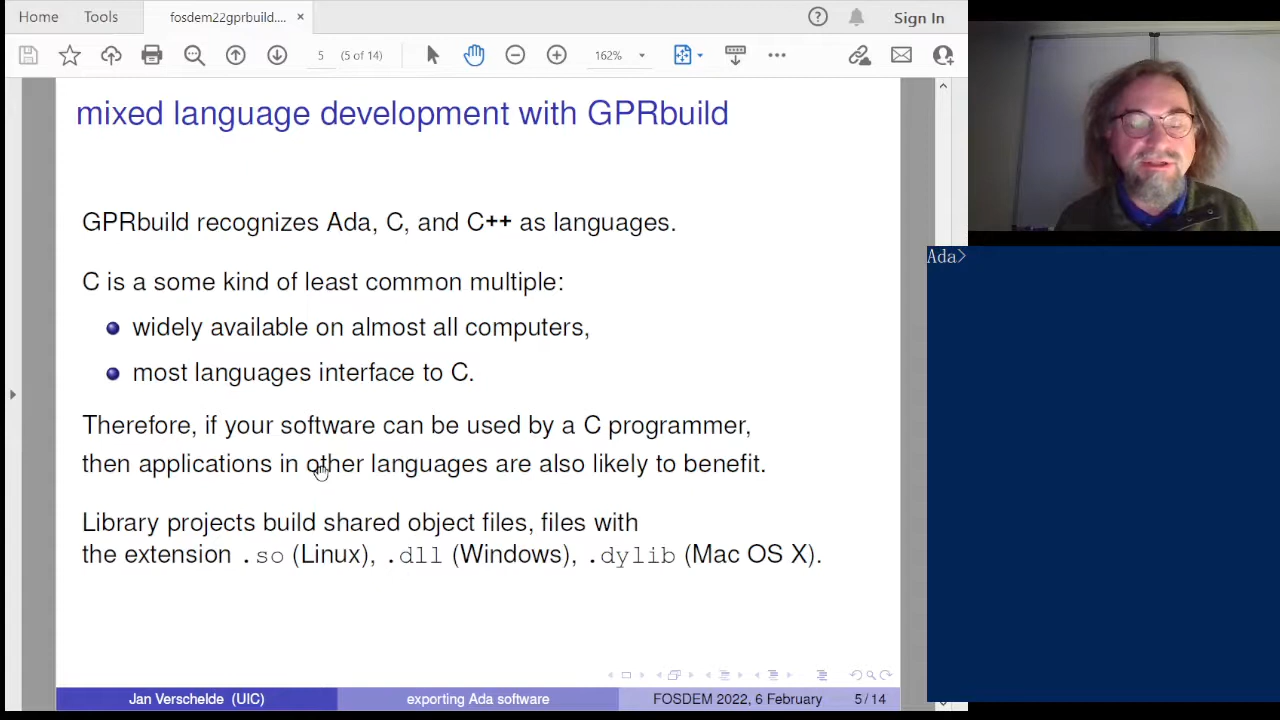 Home
Tools
fosdem22gprbuild....
×
?
Sign In
5
(5 of 14)
162%
mixed language development with GPRbuild
GPRbuild recognizes Ada, C, and C++ as languages.
C is a some kind of least common multiple:
widely available on almost all computers,
most languages interface to C.
Therefore, if your software can be used by a C programmer,
then applications in other languages are also likely to benefit.
Library projects build shared object files, files with
the extension .so (Linux), .dll (Windows), .dylib (Mac OS X).
Jan Verschelde (UIC)
exporting Ada software
FOSDEM 2022, 6 February
5 / 14
Ada>